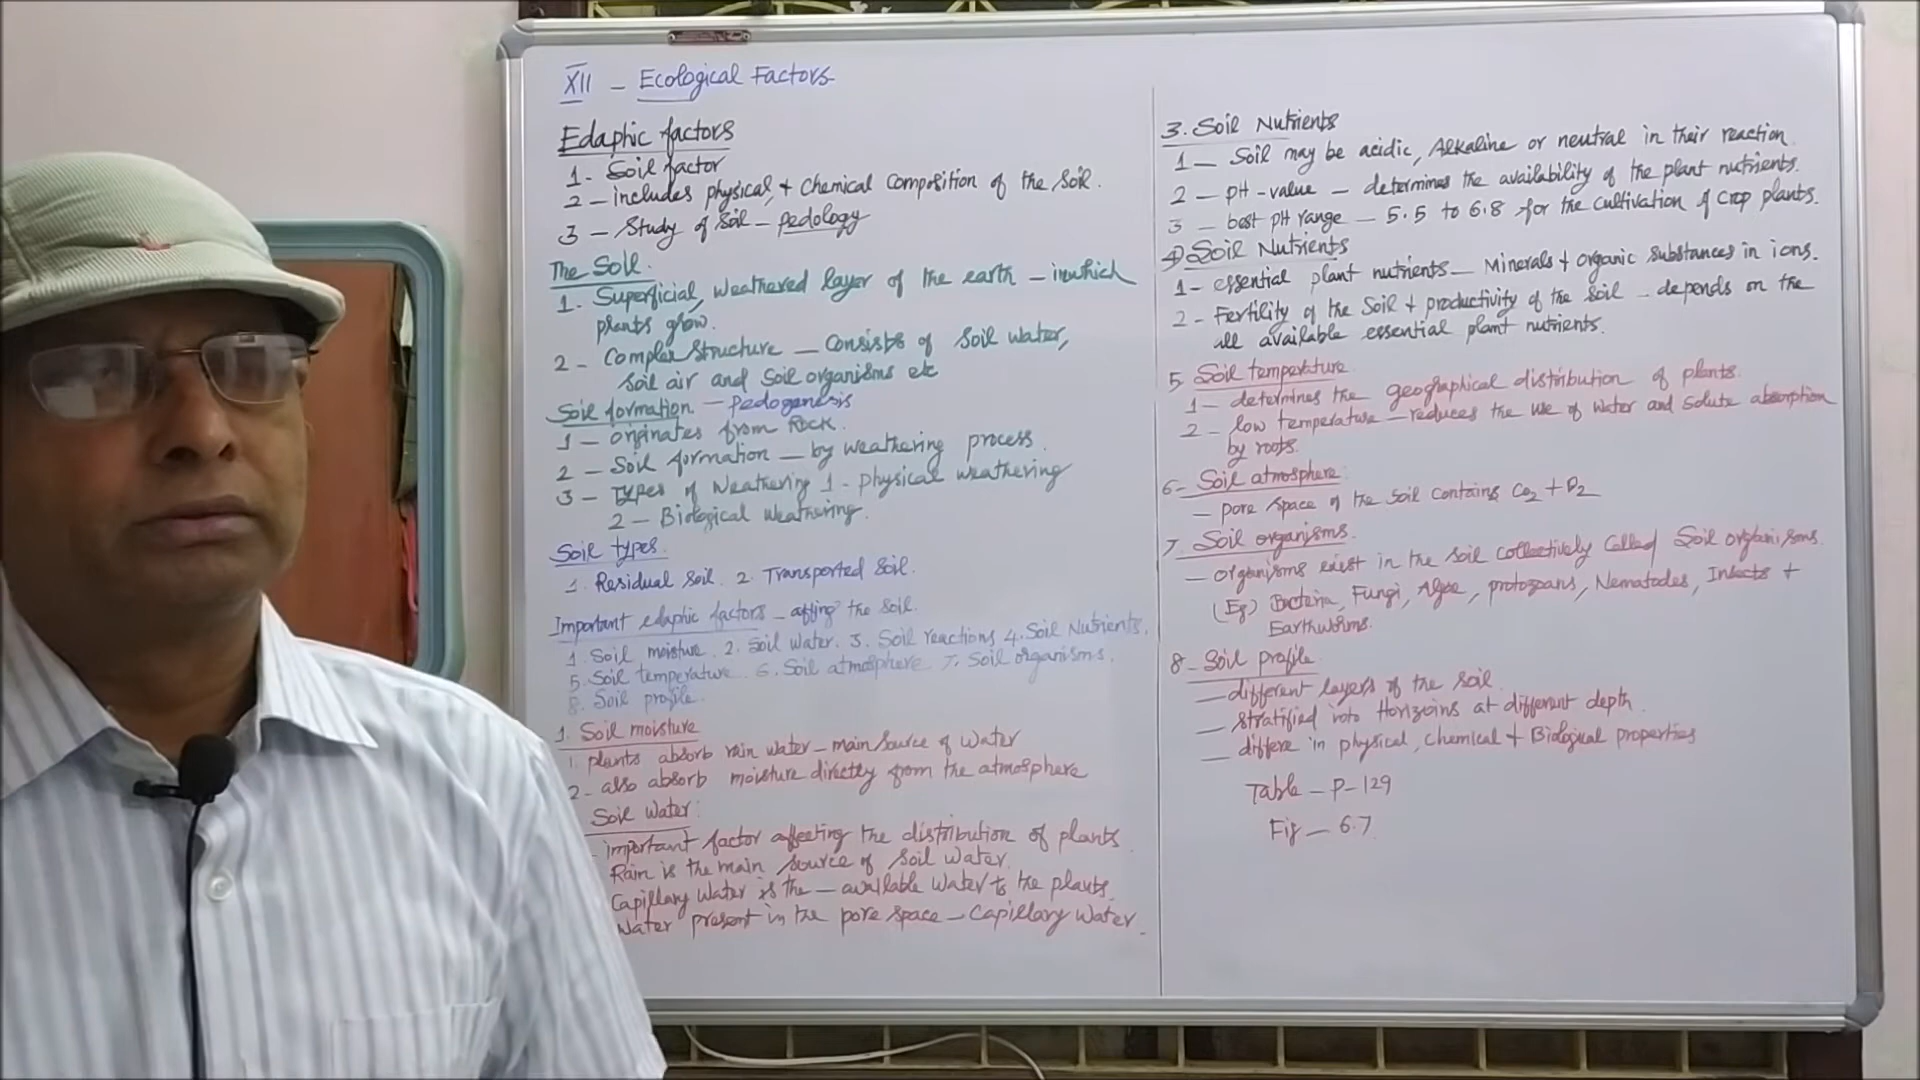 XII - Ecological Factors
Edaphic factors
1. Soil factor
2 - includes physical, + Chemical Composition of the Soil.
3 - Study of Soil - pedology
The Soil.
1. Superficial, weathered layer of the earth - in which
plants grow.
2 - Complex Structure - Consists of Soil water,
soil air and Soil organisms etc
Soil formation - Pedogenesis
1 - originates from Rock.
2 - Soil formation - by weathering process.
3 - Types of Weathering 1 - physical weathering
2 - Biological Weathering.
Soil types.
1. Residual Soil. 2. Transported Soil.
Important edaphic factors - the Soil.
1. Soil moisture. 2. Soil Water. 3. Soil reactions 4. Soil Nutrients.
5. Soil temperature. 6. Soil atmosphere 7. Soil organisms.
8. Soil profile.
1. Soil moisture
1. plants absorb rain water - main source of Water
2 - also absorb moisture directly from the atmosphere
Soil Water:
- important factor affecting the distribution of plants.
Rain is the main source of Soil Water.
Capillary Water is the - available Water to the plants.
Water present in the pore space - Capillary Water.
3. Soil Nutrients
1 - Soil may be acidic, Alkaline or neutral in their reaction.
2 - pH - value - determines the availability of the plant nutrients.
3 - best pH range - 5.5 to 6.8 for the cultivation of Crop plants.
4) Soil Nutrients
1 - essential plant nutrients - Minerals + organic substances in ions.
2 - Fertility of the Soil + productivity of the Soil - depends on the
all available essential plant nutrients.
5. Soil temperature
1 - determines the geographical distribution of plants.
2 - low temperature - reduces the use of Water and Solute absorption
by roots.
6 - Soil atmosphere:
- pore Space of the Soil Contains CO2 + O2
7. Soil organisms.
- organisms exist in the soil collectively Called Soil organisms.
(Eg) Bacteria, Fungi, Algae, protozoans, Nematodes, Insects +
Earthworms.
8 - Soil profile.
- different layers of the Soil.
- Stratified into Horizoins at different depth.
- differe in physical, chemical + Biological properties
Table - P - 129
Fig - 6.7.